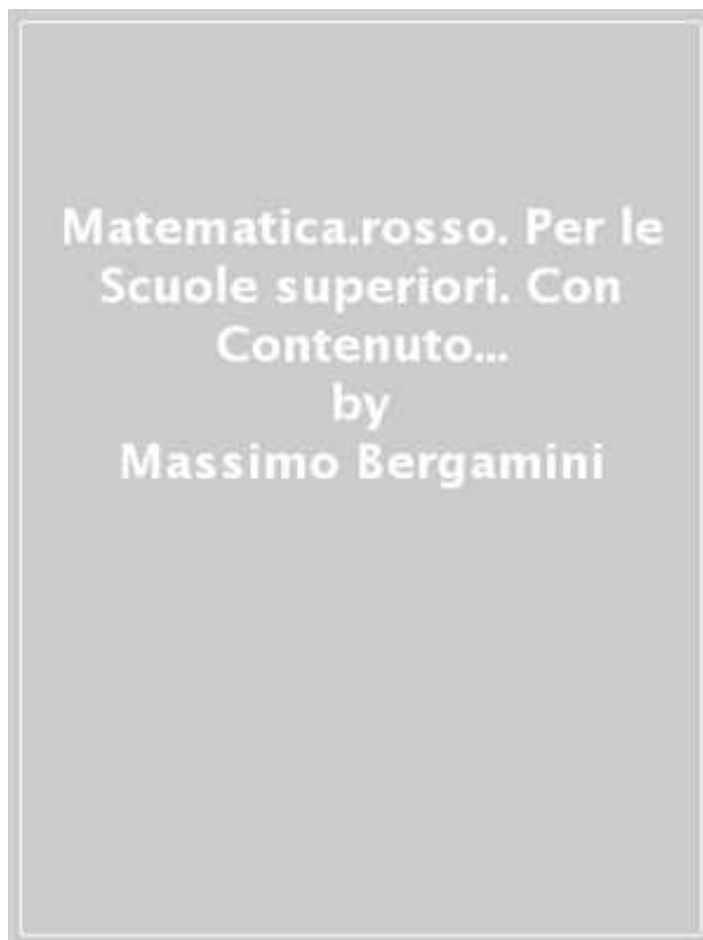 Matematica.rosso. Per le
Scuole superiori. Con
Contenuto...
by
Massimo Bergamini